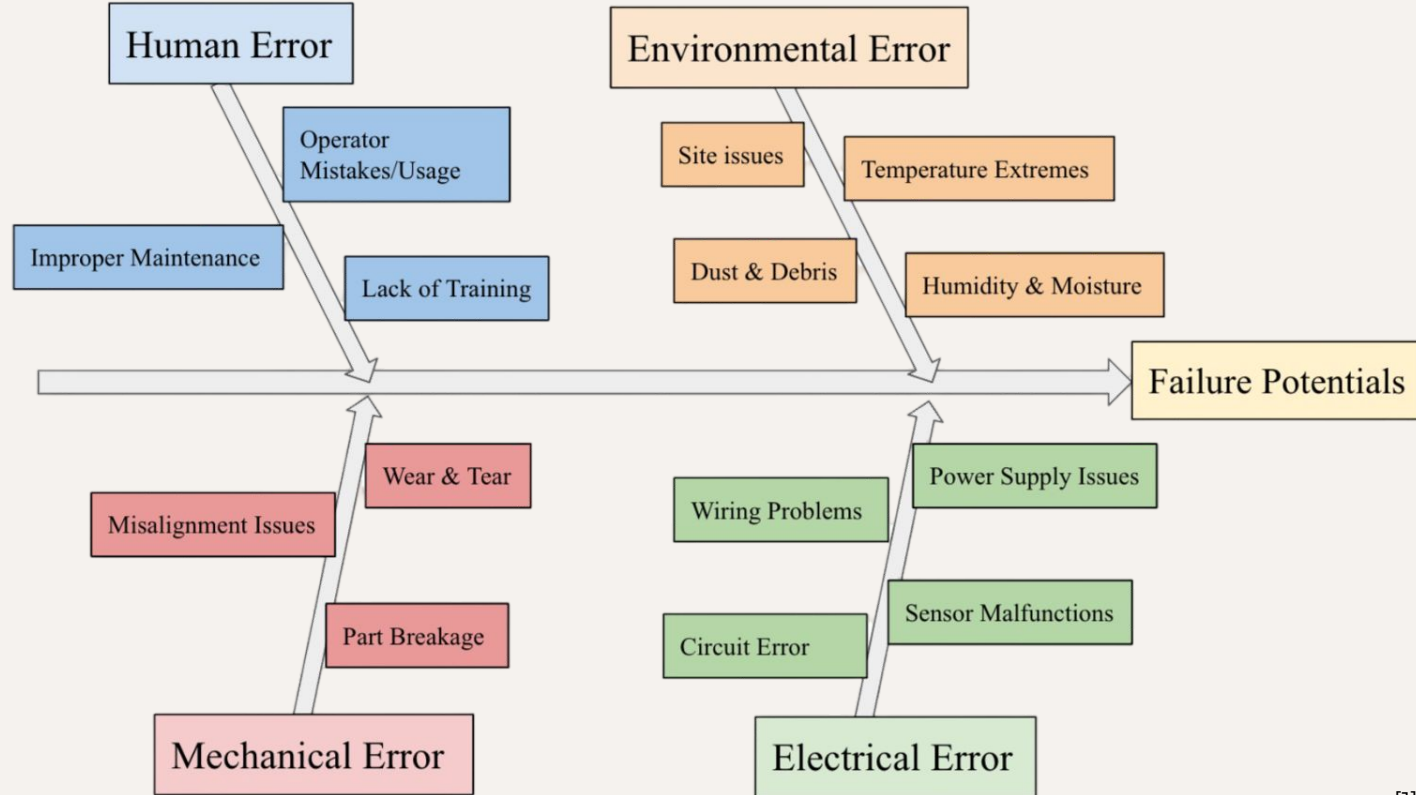 Human Error
Environmental Error
Operator
Mistakes/Usage
Site issues
Temperature Extremes
Improper Maintenance
Lack of Training
Dust & Debris
Humidity & Moisture
Failure Potentials
Wear & Tear
Misalignment Issues
Power Supply Issues
Wiring Problems
Part Breakage
Sensor Malfunctions
Circuit Error
Mechanical Error
Electrical Error